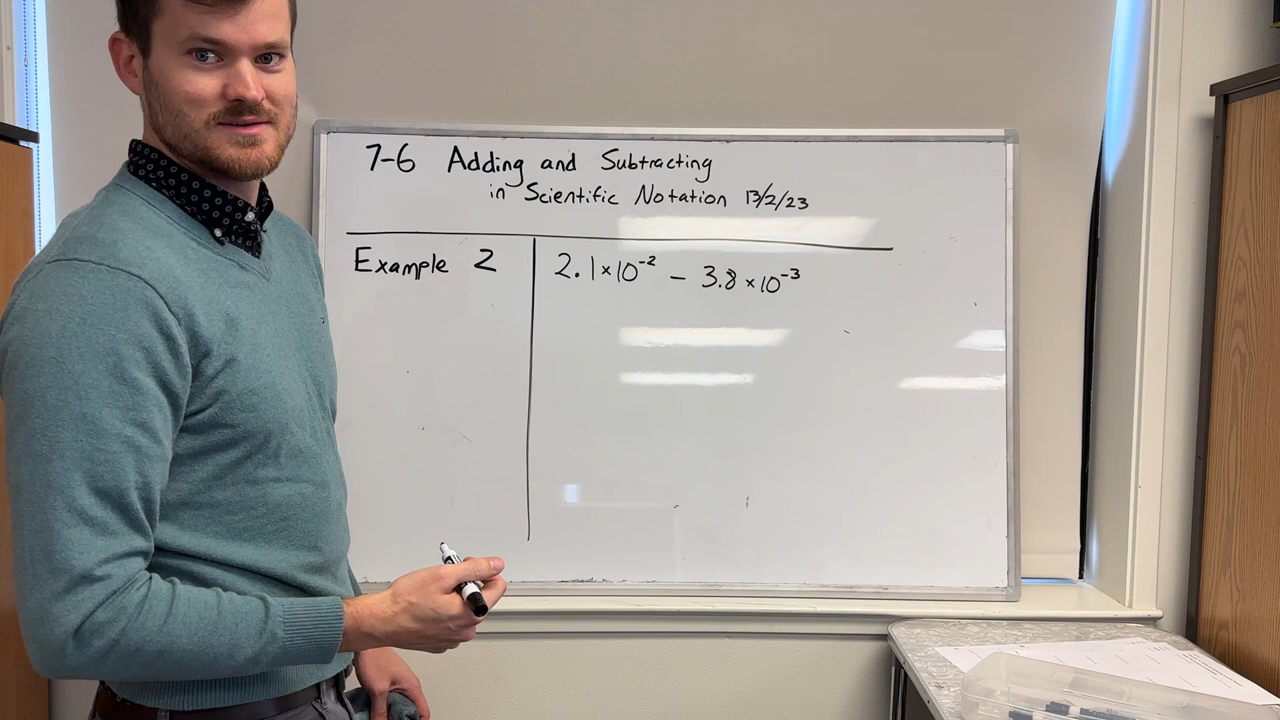 7-6 Adding and Subtracting
in Scientific Notation 13/2/23
Example 2
2.1×10⁻² − 3.8×10⁻³